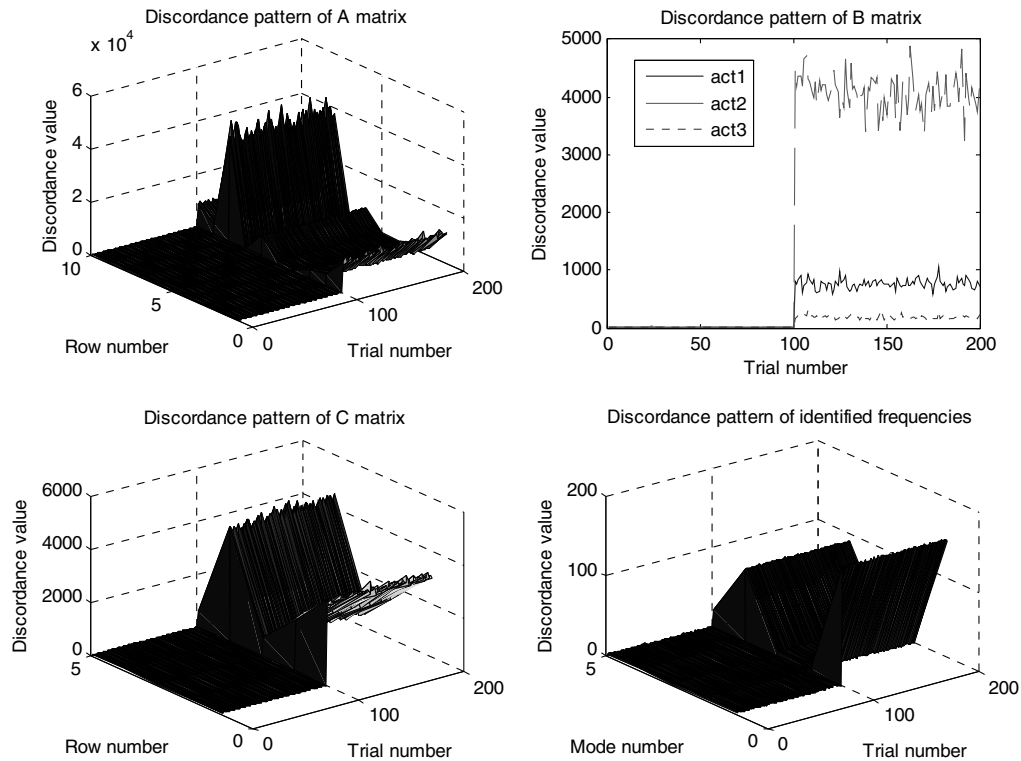 Discordance pattern of A matrix
x 10^4
6
4
2
0
10
5
0
0
100
200
Discordance value
Row number
Trial number
Discordance pattern of B matrix
5000
4000
3000
2000
1000
0
0
50
100
150
200
act1
act2
act3
Discordance value
Trial number
Discordance pattern of C matrix
6000
4000
2000
0
5
0
0
100
200
Discordance value
Row number
Trial number
Discordance pattern of identified frequencies
200
100
0
5
0
0
100
200
Discordance value
Mode number
Trial number